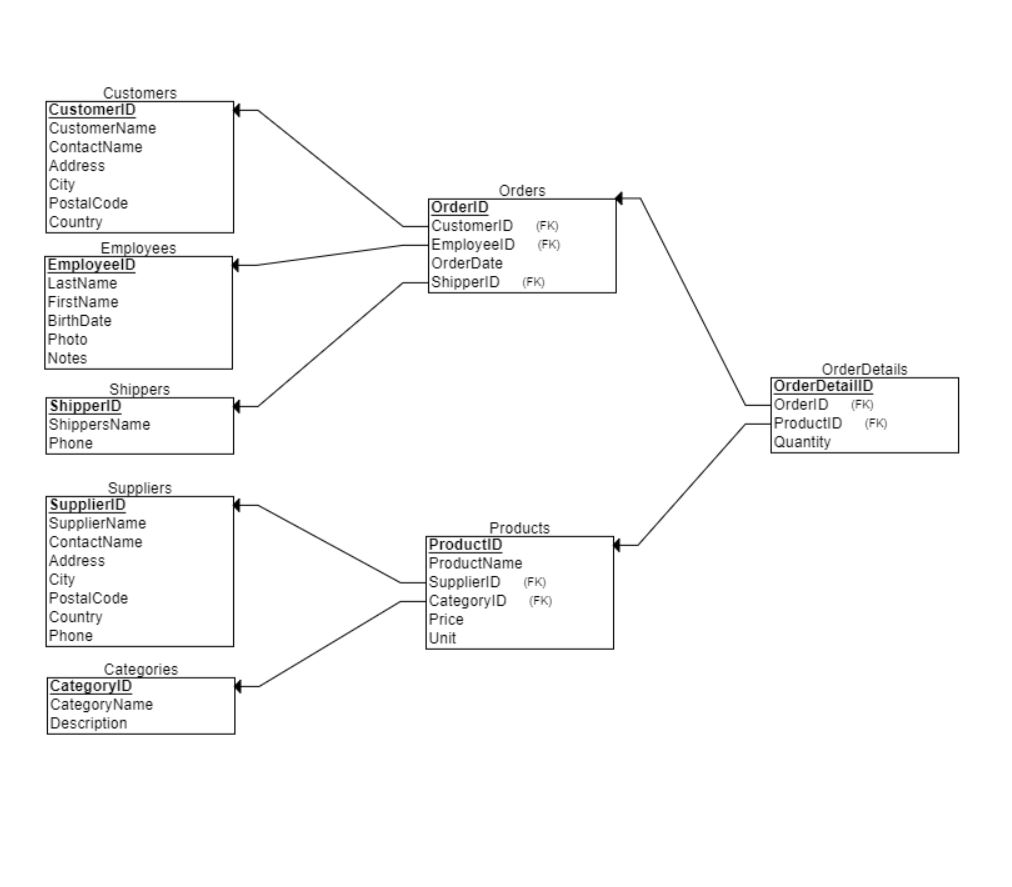 Customers
CustomerID
CustomerName
ContactName
Address
City
PostalCode
Country
Employees
EmployeeID
LastName
FirstName
BirthDate
Photo
Notes
Shippers
ShipperID
ShippersName
Phone
Suppliers
SupplierID
SupplierName
ContactName
Address
City
PostalCode
Country
Phone
Categories
CategoryID
CategoryName
Description
Orders
OrderID
CustomerID (FK)
EmployeeID (FK)
OrderDate
ShipperID (FK)
Products
ProductID
ProductName
SupplierID (FK)
CategoryID (FK)
Price
Unit
OrderDetails
OrderDetailID
OrderID (FK)
ProductID (FK)
Quantity